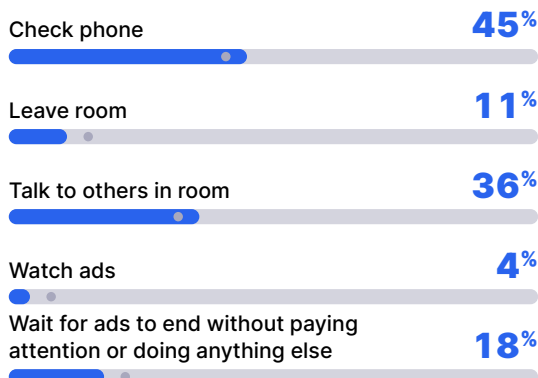 Check phone 45%
Leave room 11%
Talk to others in room 36%
Watch ads 4%
Wait for ads to end without paying
attention or doing anything else 18%